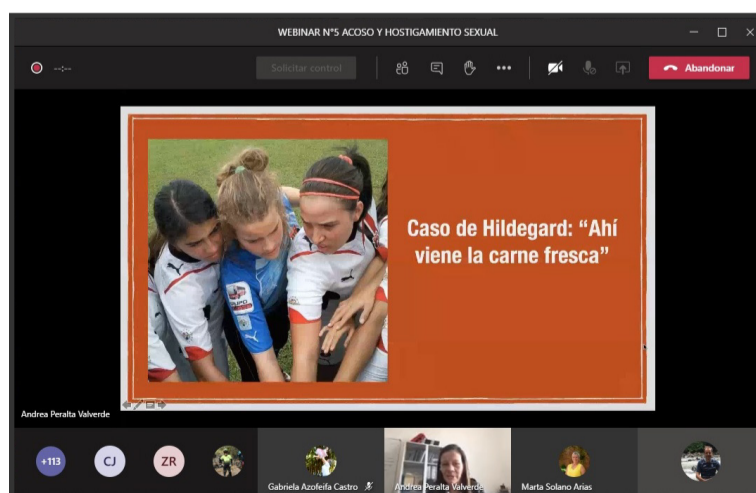 WEBINAR N°5 ACOSO Y HOSTIGAMIENTO SEXUAL
--:--
Solicitar control
Abandonar
Caso de Hildegard: “Ahí
viene la carne fresca”
Andrea Peralta Valverde
+113
CJ
ZR
Gabriela Azofeifa Castro
Andrea Peralta Valverde
Marta Solano Arias